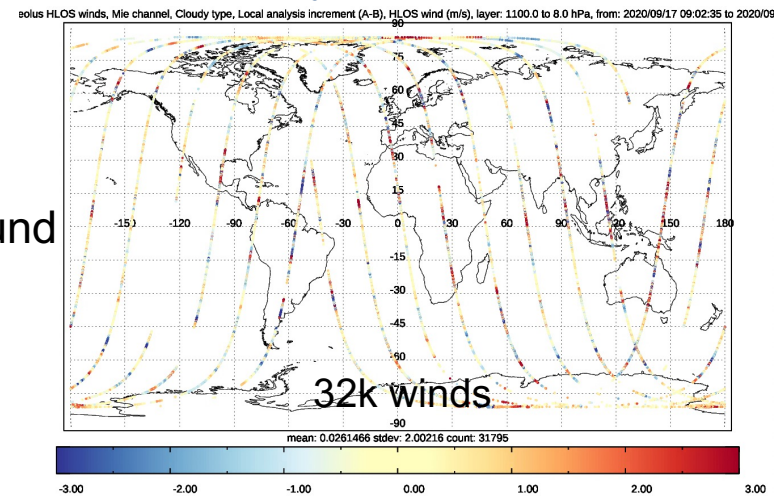 eolus HLOS winds, Mie channel, Cloudy type, Local analysis increment (A-B), HLOS wind (m/s), layer: 1100.0 to 8.0 hPa, from: 2020/09/17 09:02:35 to 2020/09
90
75
60
45
30
15
und
-150 -120 -90 -60 -30 0 30 60 90 120 150 180
-15
-30
-45
-60
32k winds
-90
mean: 0.0261466 stdev: 2.00216 count: 31795
-3.00 -2.00 -1.00 0.00 1.00 2.00 3.00